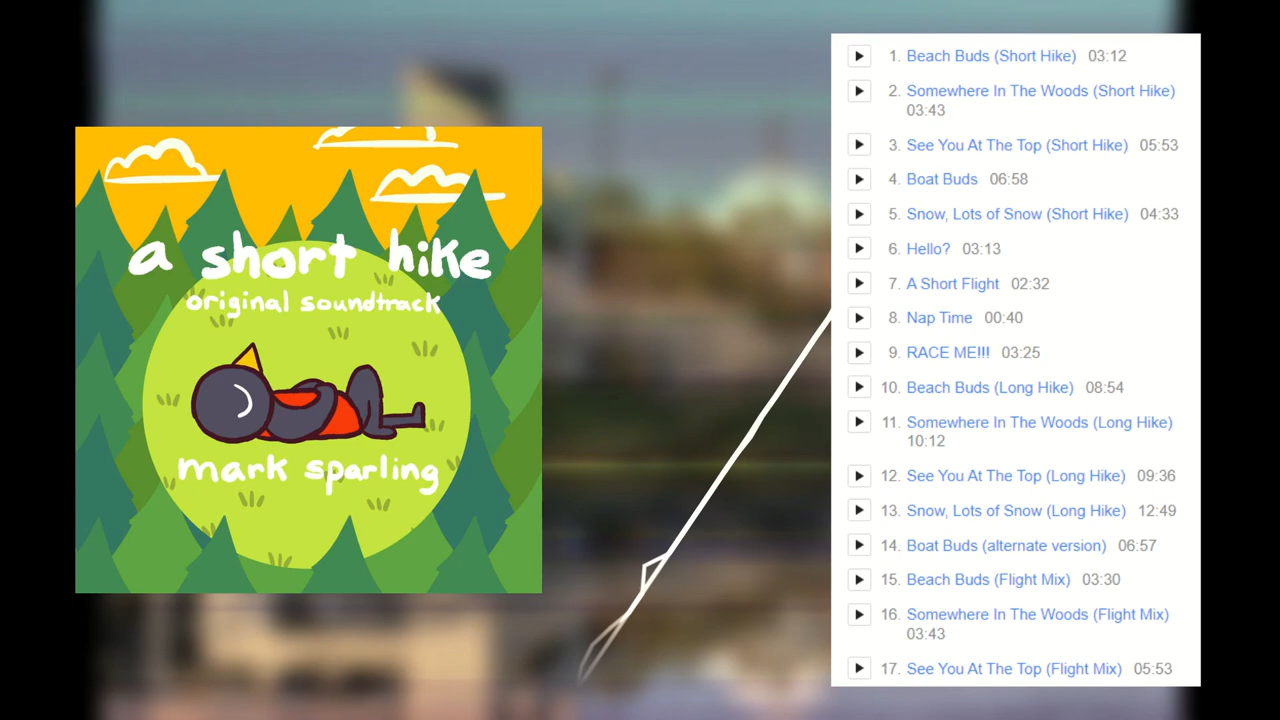 a short hike
original soundtrack
mark sparling
1. Beach Buds (Short Hike) 03:12
2. Somewhere In The Woods (Short Hike)
03:43
3. See You At The Top (Short Hike) 05:53
4. Boat Buds 06:58
5. Snow, Lots of Snow (Short Hike) 04:33
6. Hello? 03:13
7. A Short Flight 02:32
8. Nap Time 00:40
9. RACE ME!!! 03:25
10. Beach Buds (Long Hike) 08:54
11. Somewhere In The Woods (Long Hike)
10:12
12. See You At The Top (Long Hike) 09:36
13. Snow, Lots of Snow (Long Hike) 12:49
14. Boat Buds (alternate version) 06:57
15. Beach Buds (Flight Mix) 03:30
16. Somewhere In The Woods (Flight Mix)
03:43
17. See You At The Top (Flight Mix) 05:53